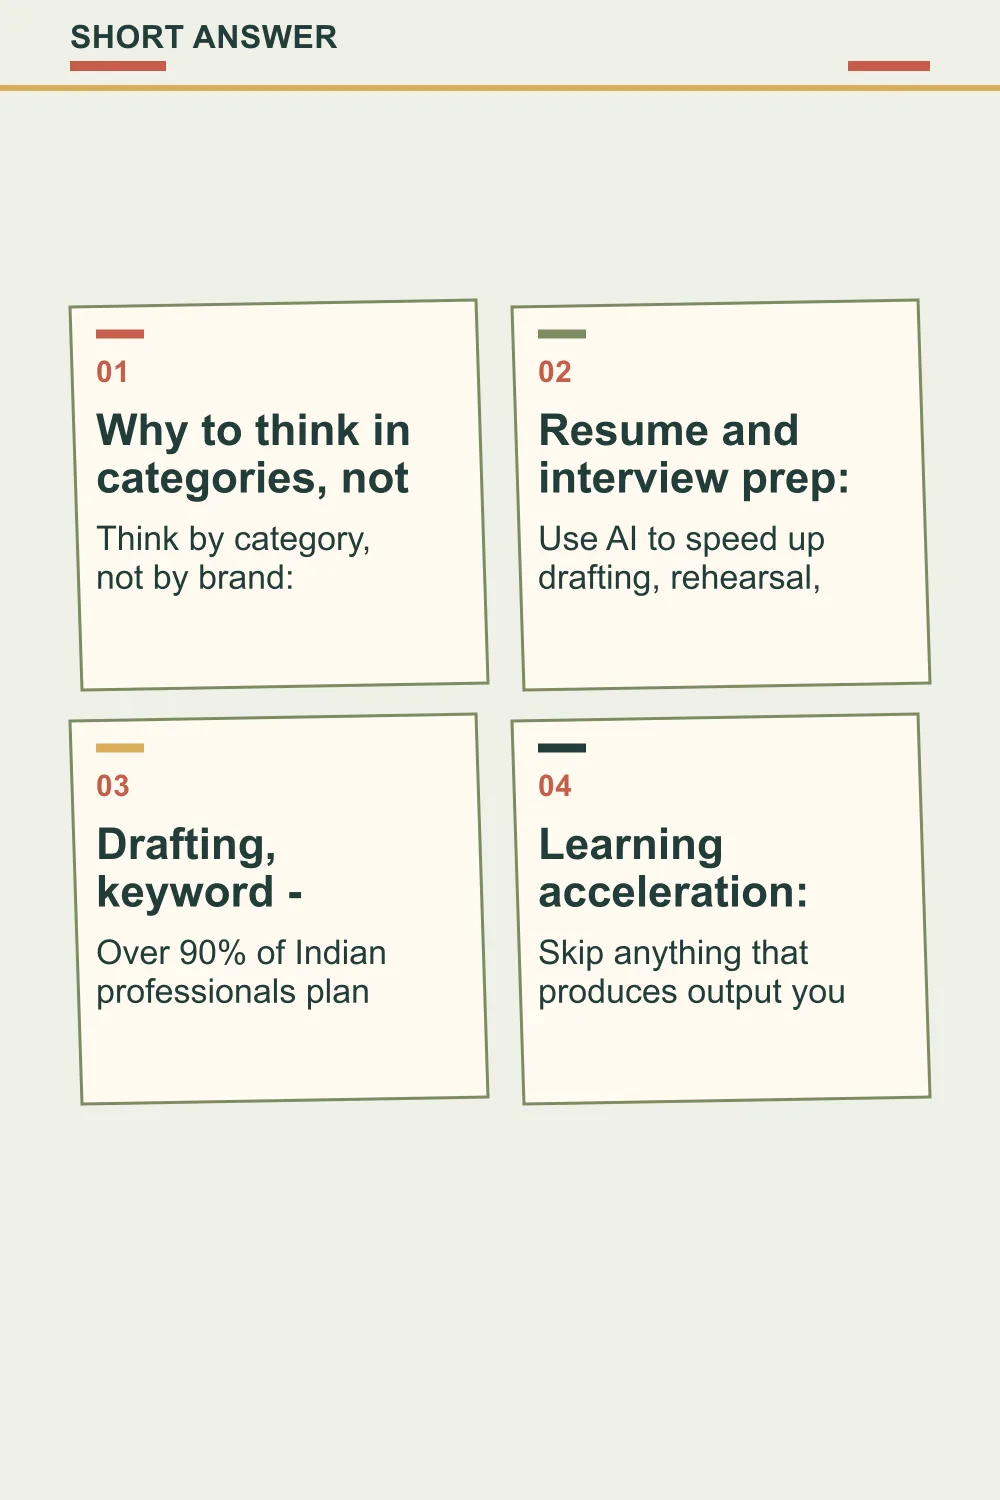 SHORT ANSWER
01
Why to think in
categories, not
Think by category,
not by brand:
02
Resume and
interview prep:
Use AI to speed up
drafting, rehearsal,
03
Drafting,
keyword -
Over 90% of Indian
professionals plan
04
Learning
acceleration:
Skip anything that
produces output you